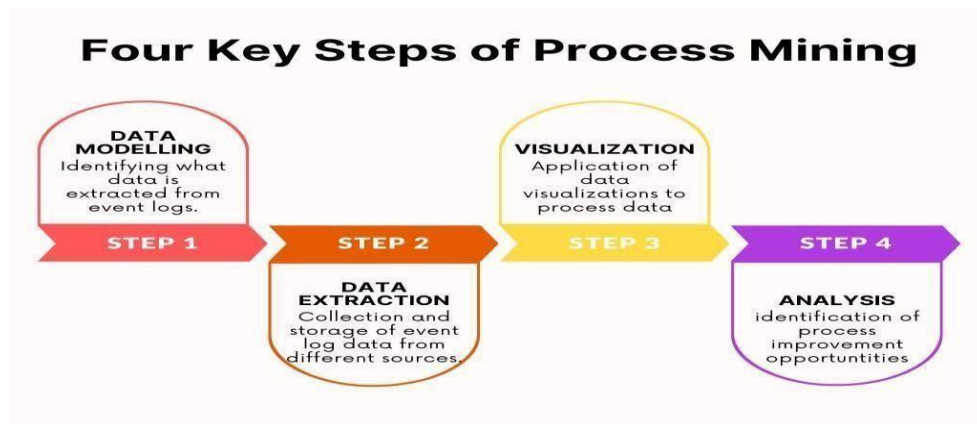 Four Key Steps of Process Mining
DATA
MODELLING
Identifying what
data is
extracted from
event logs.
STEP 1
STEP 2
DATA
EXTRACTION
Collection and
storage of event
log data from
different sources.
VISUALIZATION
Application of
data
visualizations to
process data
STEP 3
STEP 4
ANALYSIS
identification of
process
improvement
opportuntities